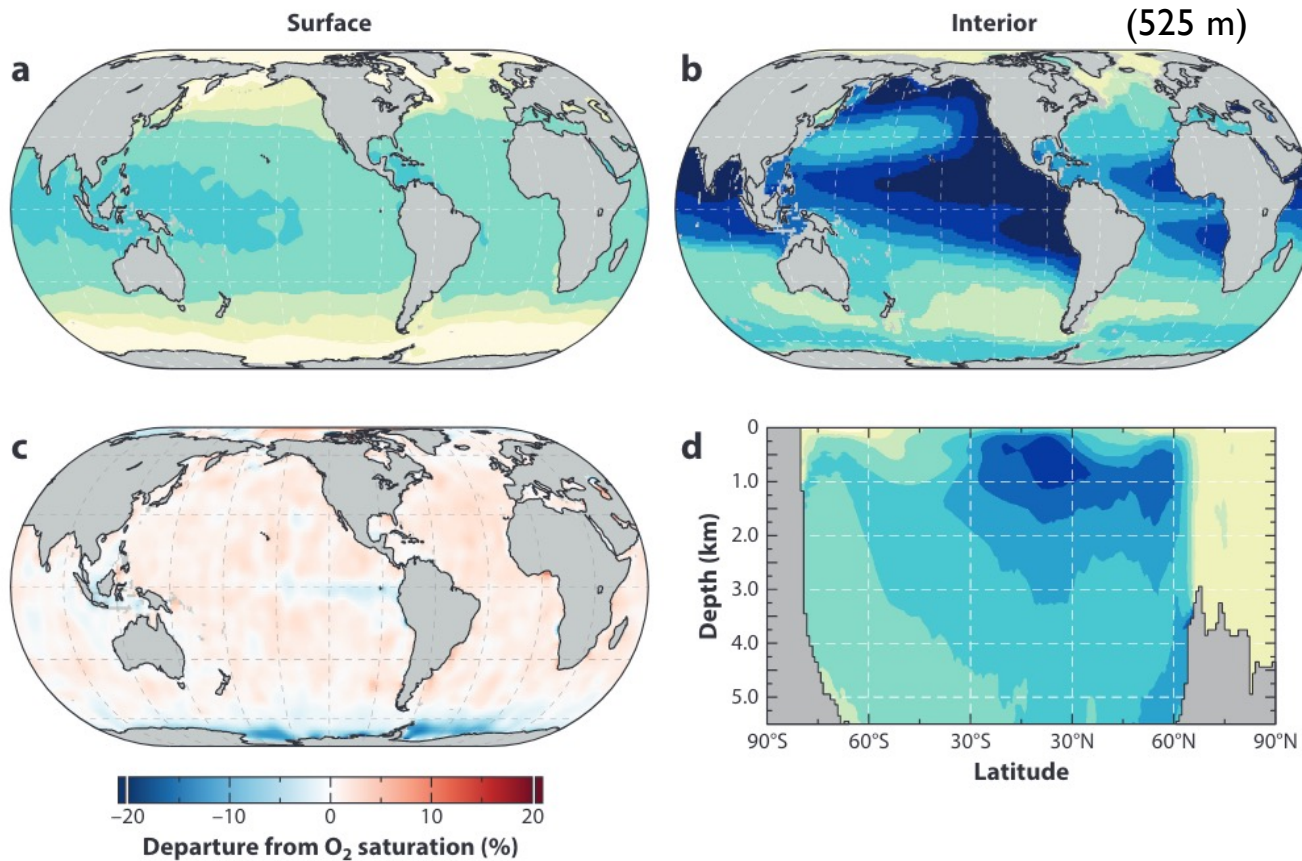 Surface
Interior
(525 m)
a
b
c
d
0
1.0
2.0
3.0
4.0
5.0
Depth (km)
90°S
60°S
30°S
30°N
60°N
90°N
Latitude
−20
−10
0
10
20
Departure from O₂ saturation (%)